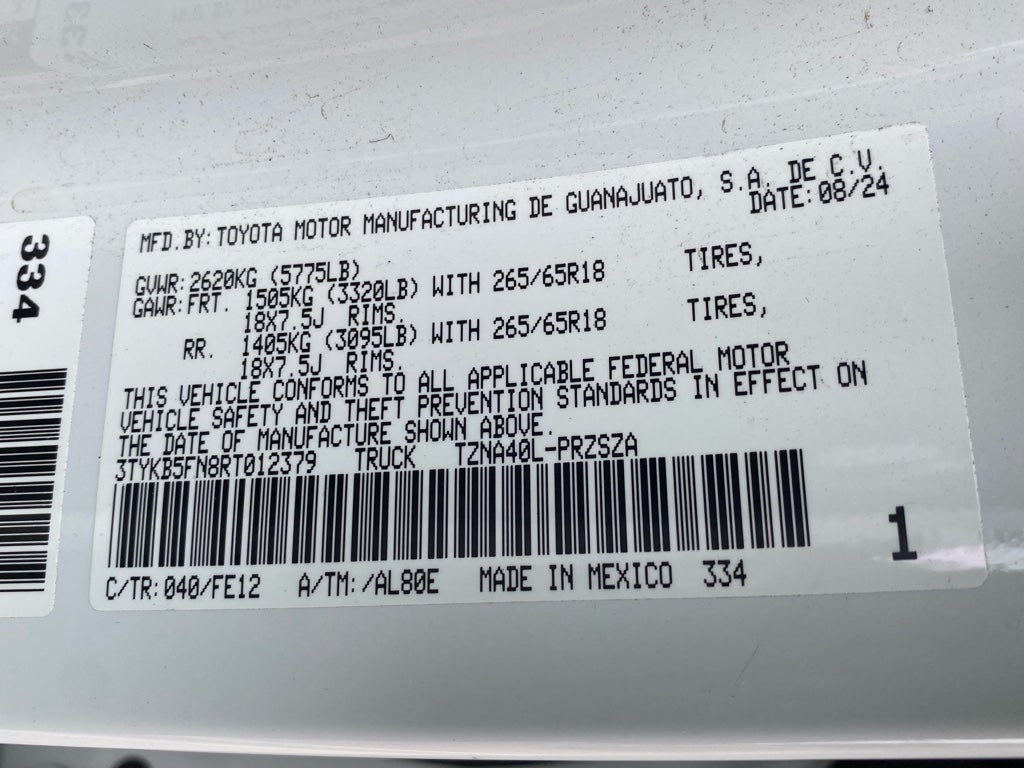 MFD.BY:TOYOTA MOTOR MANUFACTURING DE GUANAJUATO, S.A. DE C.V.
DATE:08/24
GVWR:2620KG (5775LB)
GAWR:FRT. 1505KG (3320LB) WITH 265/65R18 TIRES,
18X7.5J RIMS.
RR. 1405KG (3095LB) WITH 265/65R18 TIRES,
18X7.5J RIMS.
THIS VEHICLE CONFORMS TO ALL APPLICABLE FEDERAL MOTOR
VEHICLE SAFETY AND THEFT PREVENTION STANDARDS IN EFFECT ON
THE DATE OF MANUFACTURE SHOWN ABOVE.
3TYKB5FN8RT012379 TRUCK TZNA40L-PRZSZA
C/TR:040/FE12 A/TM:/AL80E MADE IN MEXICO 334
1
334